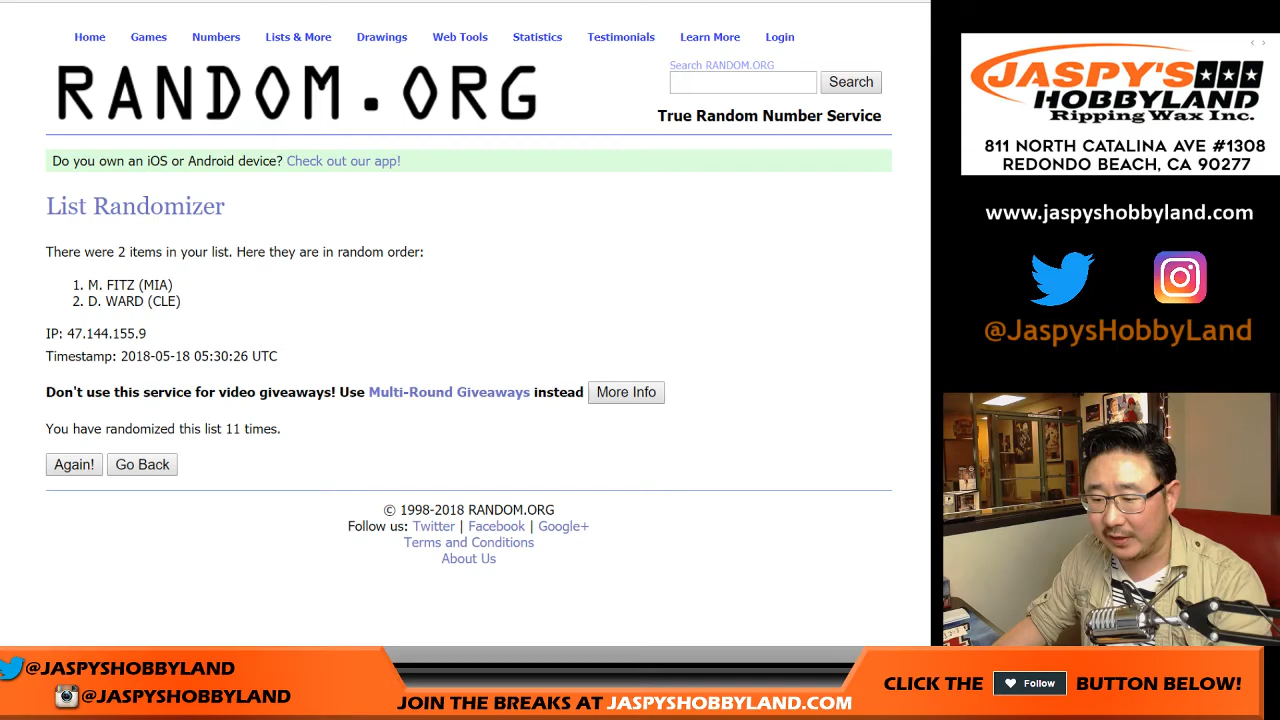 Home Games Numbers Lists & More Drawings Web Tools Statistics Testimonials Learn More Login
RANDOM.ORG
Search RANDOM.ORG
Search
True Random Number Service
Do you own an iOS or Android device? Check out our app!
List Randomizer
There were 2 items in your list. Here they are in random order:
1. M. FITZ (MIA)
2. D. WARD (CLE)
IP: 47.144.155.9
Timestamp: 2018-05-18 05:30:26 UTC
Don't use this service for video giveaways! Use Multi-Round Giveaways instead More Info
You have randomized this list 11 times.
Again! Go Back
© 1998-2018 RANDOM.ORG
Follow us: Twitter | Facebook | Google+
Terms and Conditions
About Us
JASPY'S
HOBBYLAND
Ripping Wax Inc.
811 NORTH CATALINA AVE #1308
REDONDO BEACH, CA 90277
www.jaspyshobbyland.com
@JaspysHobbyLand
@JASPYSHOBBYLAND
@JASPYSHOBBYLAND
JOIN THE BREAKS AT JASPYSHOBBYLAND.COM
CLICK THE Follow BUTTON BELOW!